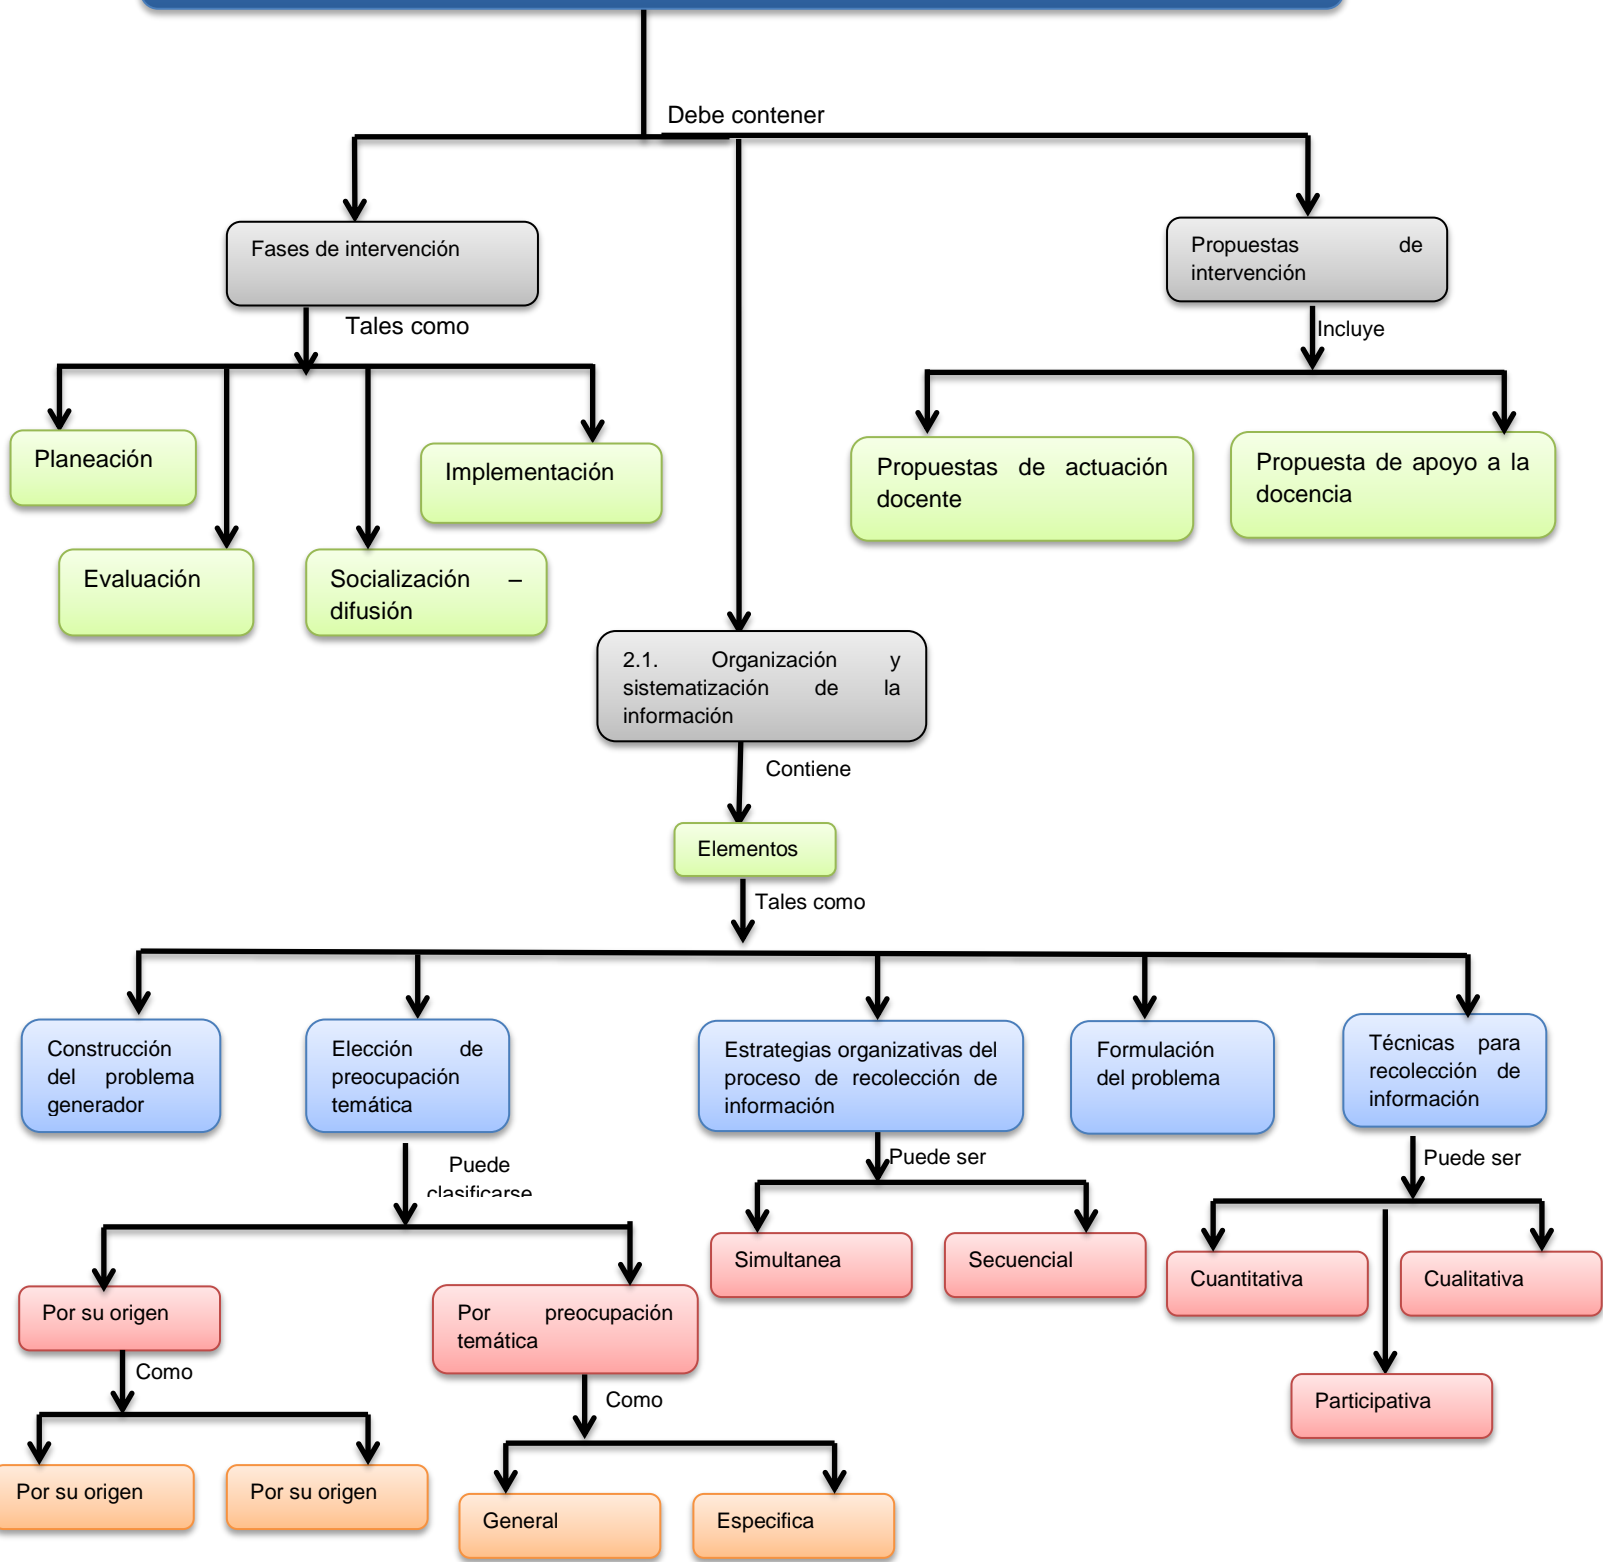 Debe contener
Fases de intervención
Propuestas de
intervención
Tales como
Incluye
Planeación
Implementación
Propuestas de actuación
docente
Propuesta de apoyo a la
docencia
Evaluación
Socialización –
difusión
2.1. Organización y
sistematización de la
información
Contiene
Elementos
Tales como
Construcción
del problema
generador
Elección de
preocupación
temática
Estrategias organizativas del
proceso de recolección de
información
Formulación
del problema
Técnicas para
recolección de
información
Puede
clasificarse
Puede ser
Puede ser
Simultanea
Secuencial
Cuantitativa
Cualitativa
Por su origen
Por preocupación
temática
Como
Como
Participativa
Por su origen
Por su origen
General
Especifica